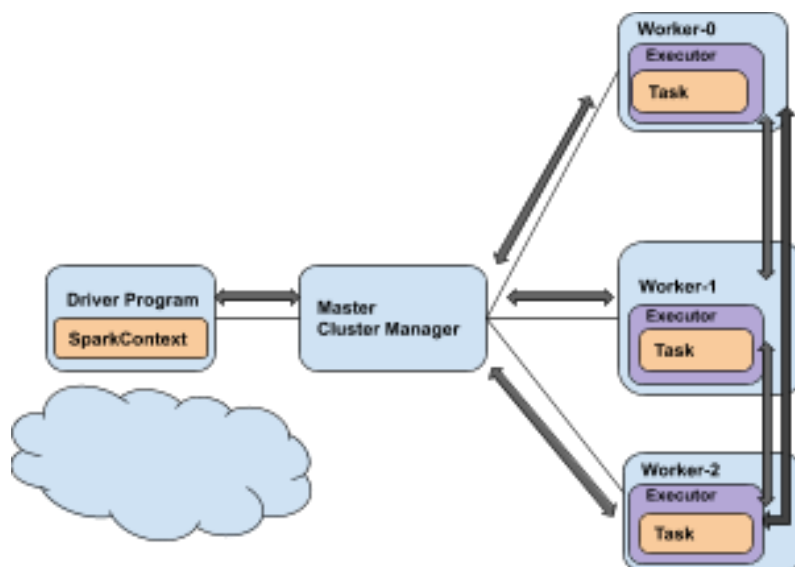 Worker-0
Executor
Task
Driver Program
SparkContext
Master
Cluster Manager
Worker-1
Executor
Task
Worker-2
Executor
Task